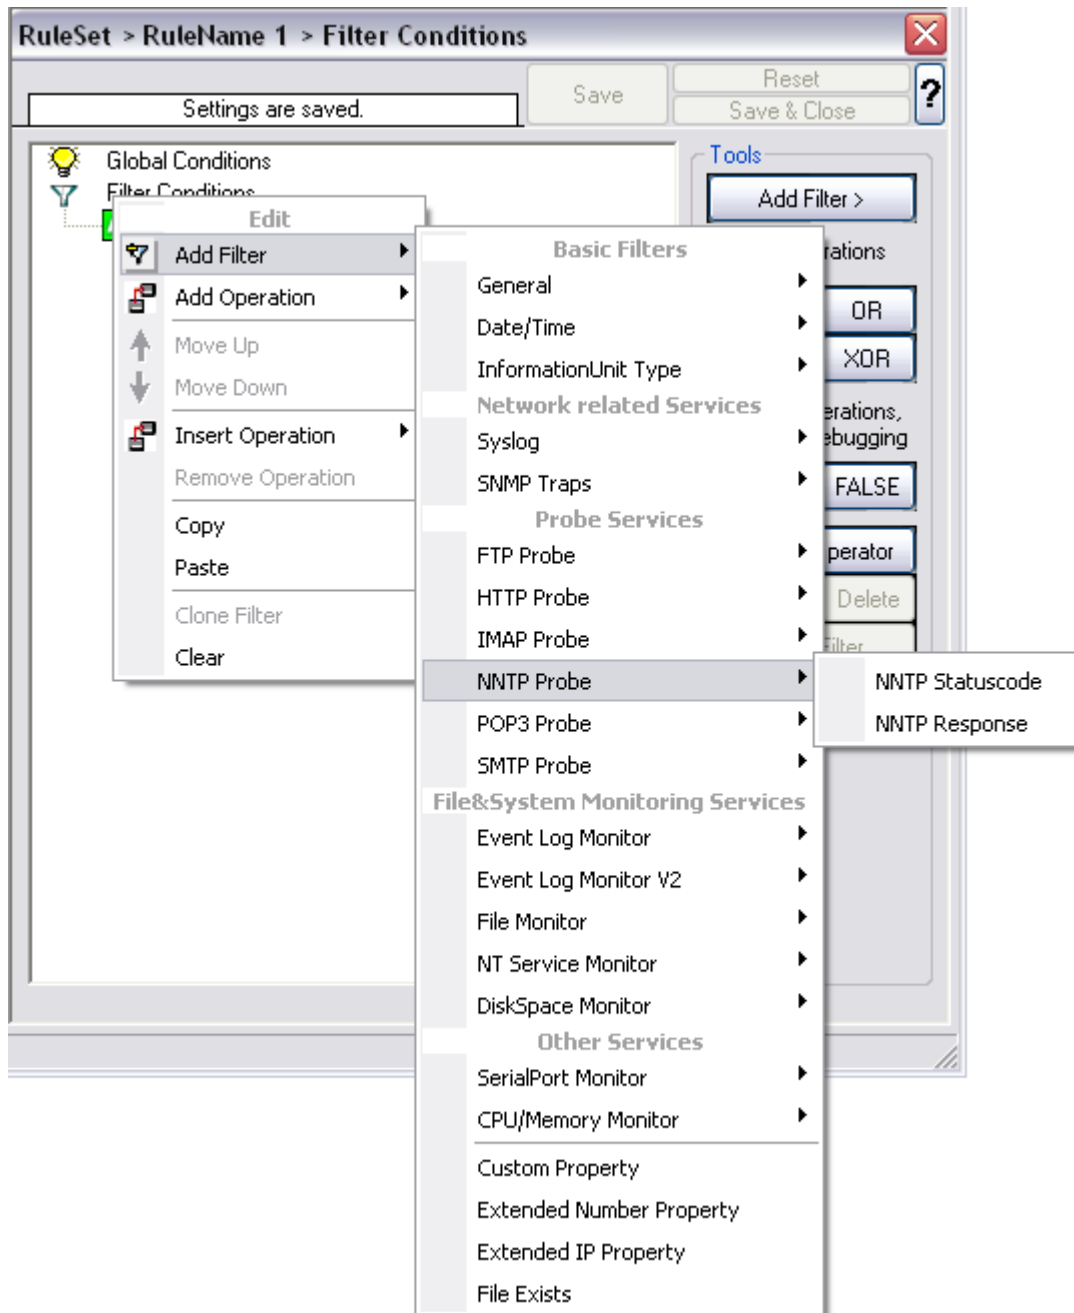 RuleSet > RuleName 1 > Filter Conditions
Settings are saved.
Save
Reset
Save & Close
?
Global Conditions
Filter Conditions
Tools
Add Filter >
rations
OR
XOR
erations,
ebugging
FALSE
perator
Delete
Filter
Edit
Add Filter
Add Operation
Move Up
Move Down
Insert Operation
Remove Operation
Copy
Paste
Clone Filter
Clear
Basic Filters
General
Date/Time
InformationUnit Type
Network related Services
Syslog
SNMP Traps
Probe Services
FTP Probe
HTTP Probe
IMAP Probe
NNTP Probe
POP3 Probe
SMTP Probe
File&System Monitoring Services
Event Log Monitor
Event Log Monitor V2
File Monitor
NT Service Monitor
DiskSpace Monitor
Other Services
SerialPort Monitor
CPU/Memory Monitor
Custom Property
Extended Number Property
Extended IP Property
File Exists
NNTP Statuscode
NNTP Response